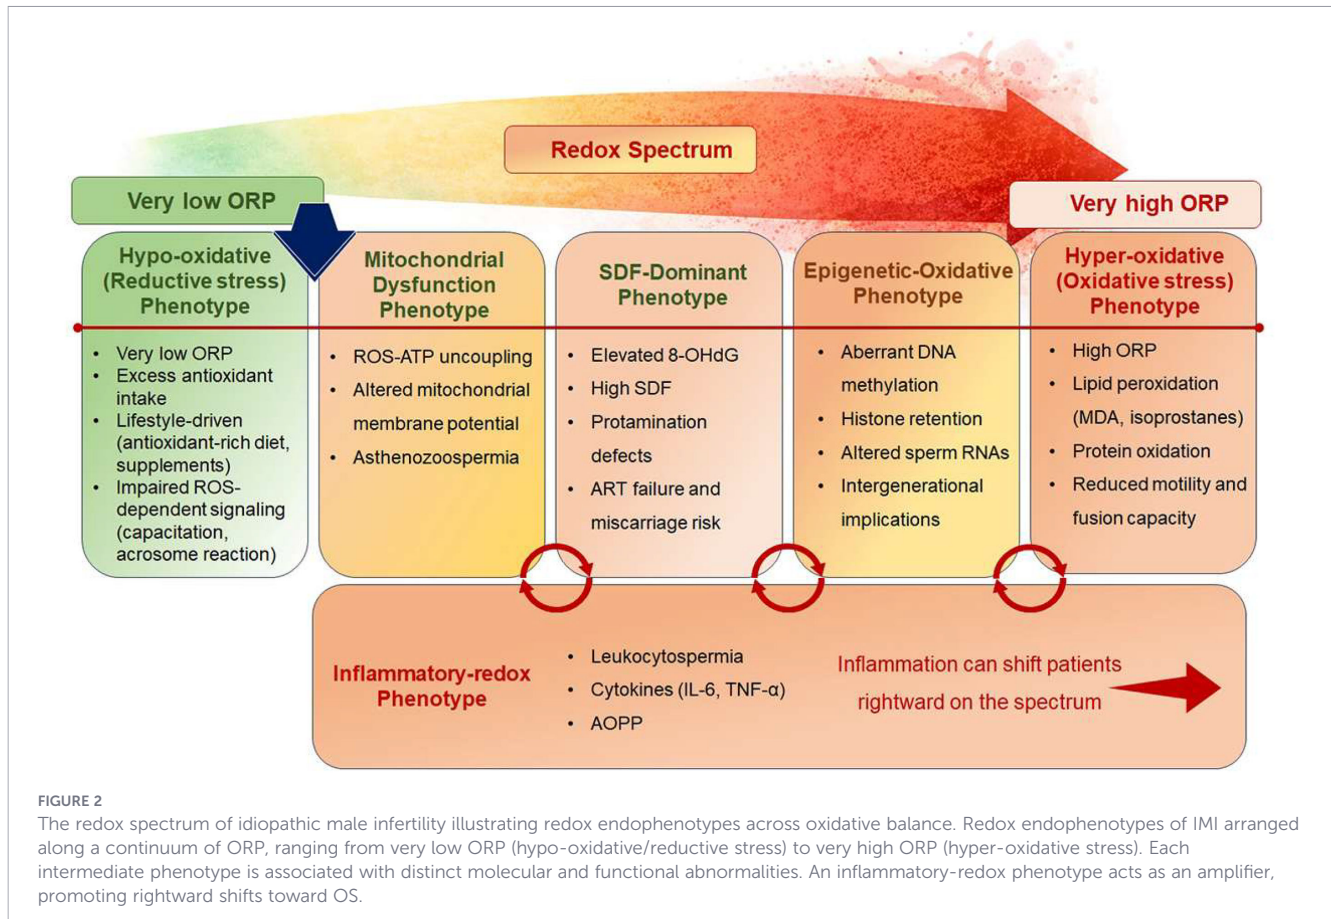 Redox Spectrum
Very low ORP
Very high ORP
Hypo-oxidative
(Reductive stress)
Phenotype
• Very low ORP
• Excess antioxidant
intake
• Lifestyle-driven
(antioxidant-rich diet,
supplements)
• Impaired ROS-
dependent signaling
(capacitation,
acrosome reaction)
Mitochondrial
Dysfunction
Phenotype
• ROS-ATP uncoupling
• Altered mitochondrial
membrane potential
• Asthenozoospermia
SDF-Dominant
Phenotype
• Elevated 8-OHdG
• High SDF
• Protamination
defects
• ART failure and
miscarriage risk
Epigenetic-Oxidative
Phenotype
• Aberrant DNA
methylation
• Histone retention
• Altered sperm RNAs
• Intergenerational
implications
Hyper-oxidative
(Oxidative stress)
Phenotype
• High ORP
• Lipid peroxidation
(MDA, isoprostanes)
• Protein oxidation
• Reduced motility and
fusion capacity
Inflammatory-redox
Phenotype
• Leukocytospermia
• Cytokines (IL-6, TNF-α)
• AOPP
Inflammation can shift patients
rightward on the spectrum
FIGURE 2
The redox spectrum of idiopathic male infertility illustrating redox endophenotypes across oxidative balance. Redox endophenotypes of IMI arranged
along a continuum of ORP, ranging from very low ORP (hypo-oxidative/reductive stress) to very high ORP (hyper-oxidative stress). Each
intermediate phenotype is associated with distinct molecular and functional abnormalities. An inflammatory-redox phenotype acts as an amplifier,
promoting rightward shifts toward OS.